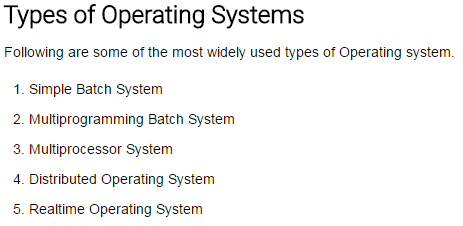 Types of Operating Systems
Following are some of the most widely used types of Operating system.
1. Simple Batch System
2. Multiprogramming Batch System
3. Multiprocessor System
4. Distributed Operating System
5. Realtime Operating System